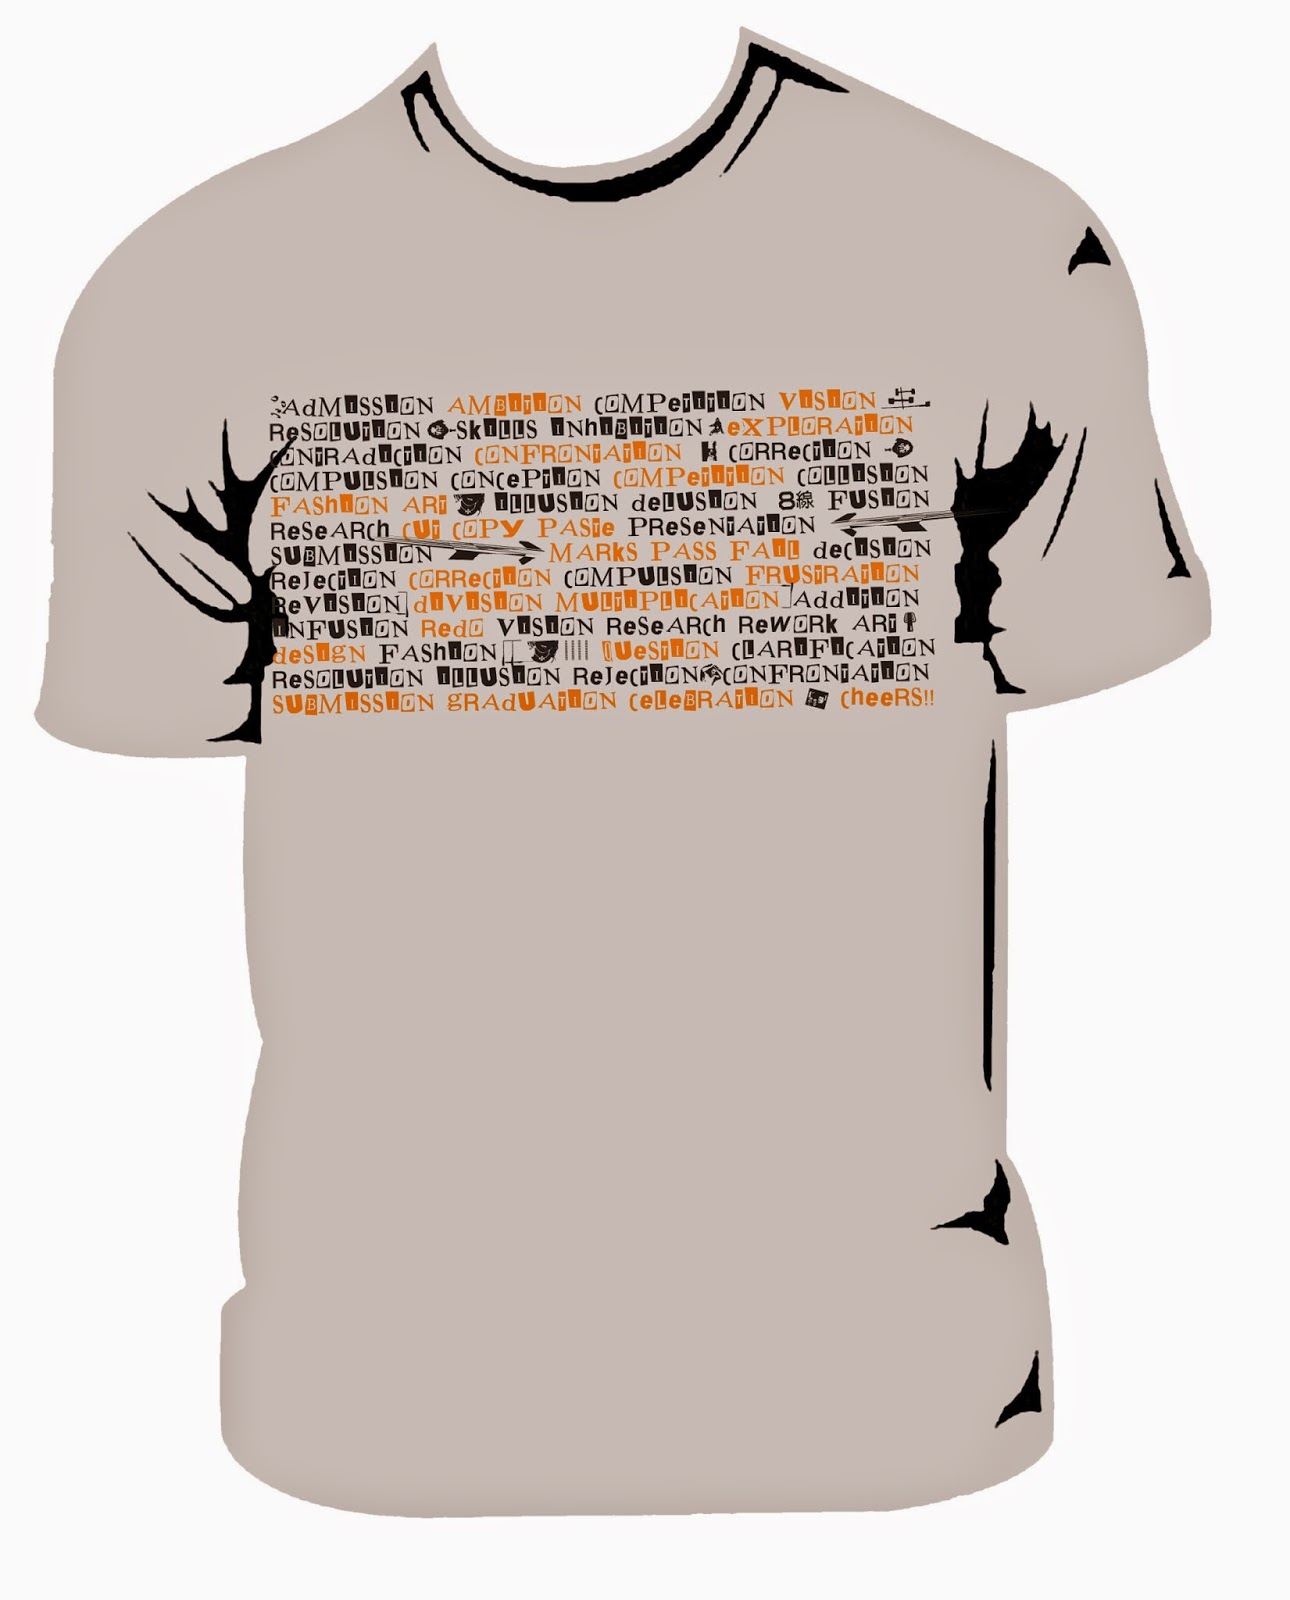 AdMISSION AMBITION COMPeTITION VISION
ReSOLUTION -SKILLS INhIBITION eXPLORATION
CONTRAdICTION CONFRONTATION CORReCTION
COMPULSION CONCePTION COMPeTITION COLLISION
FAShION ART ILLUSION deLUSION 8線 FUSION
ReSeARCh CUT COPY PASTe PReSeNTATION
SUBMISSION MARKS PASS FAIL deCISION
ReJeCTION CORReCTION COMPULSION FRUSTRATION
ReVISION dIVISION MULTIPLICATION AddITION
INFUSION RedO VISION ReSeARCh ReWORK ART
deSIgN FAShION QUeSTION CLARIFICATION
ReSOLUTION ILLUSION ReJeCTION CONFRONTATION
SUBMISSION gRAdUATION CeLeBRATION CheeRS!!